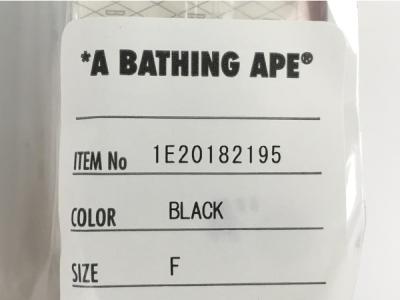 *A BATHING APE®
ITEM No 1E20182195
COLOR BLACK
SIZE F